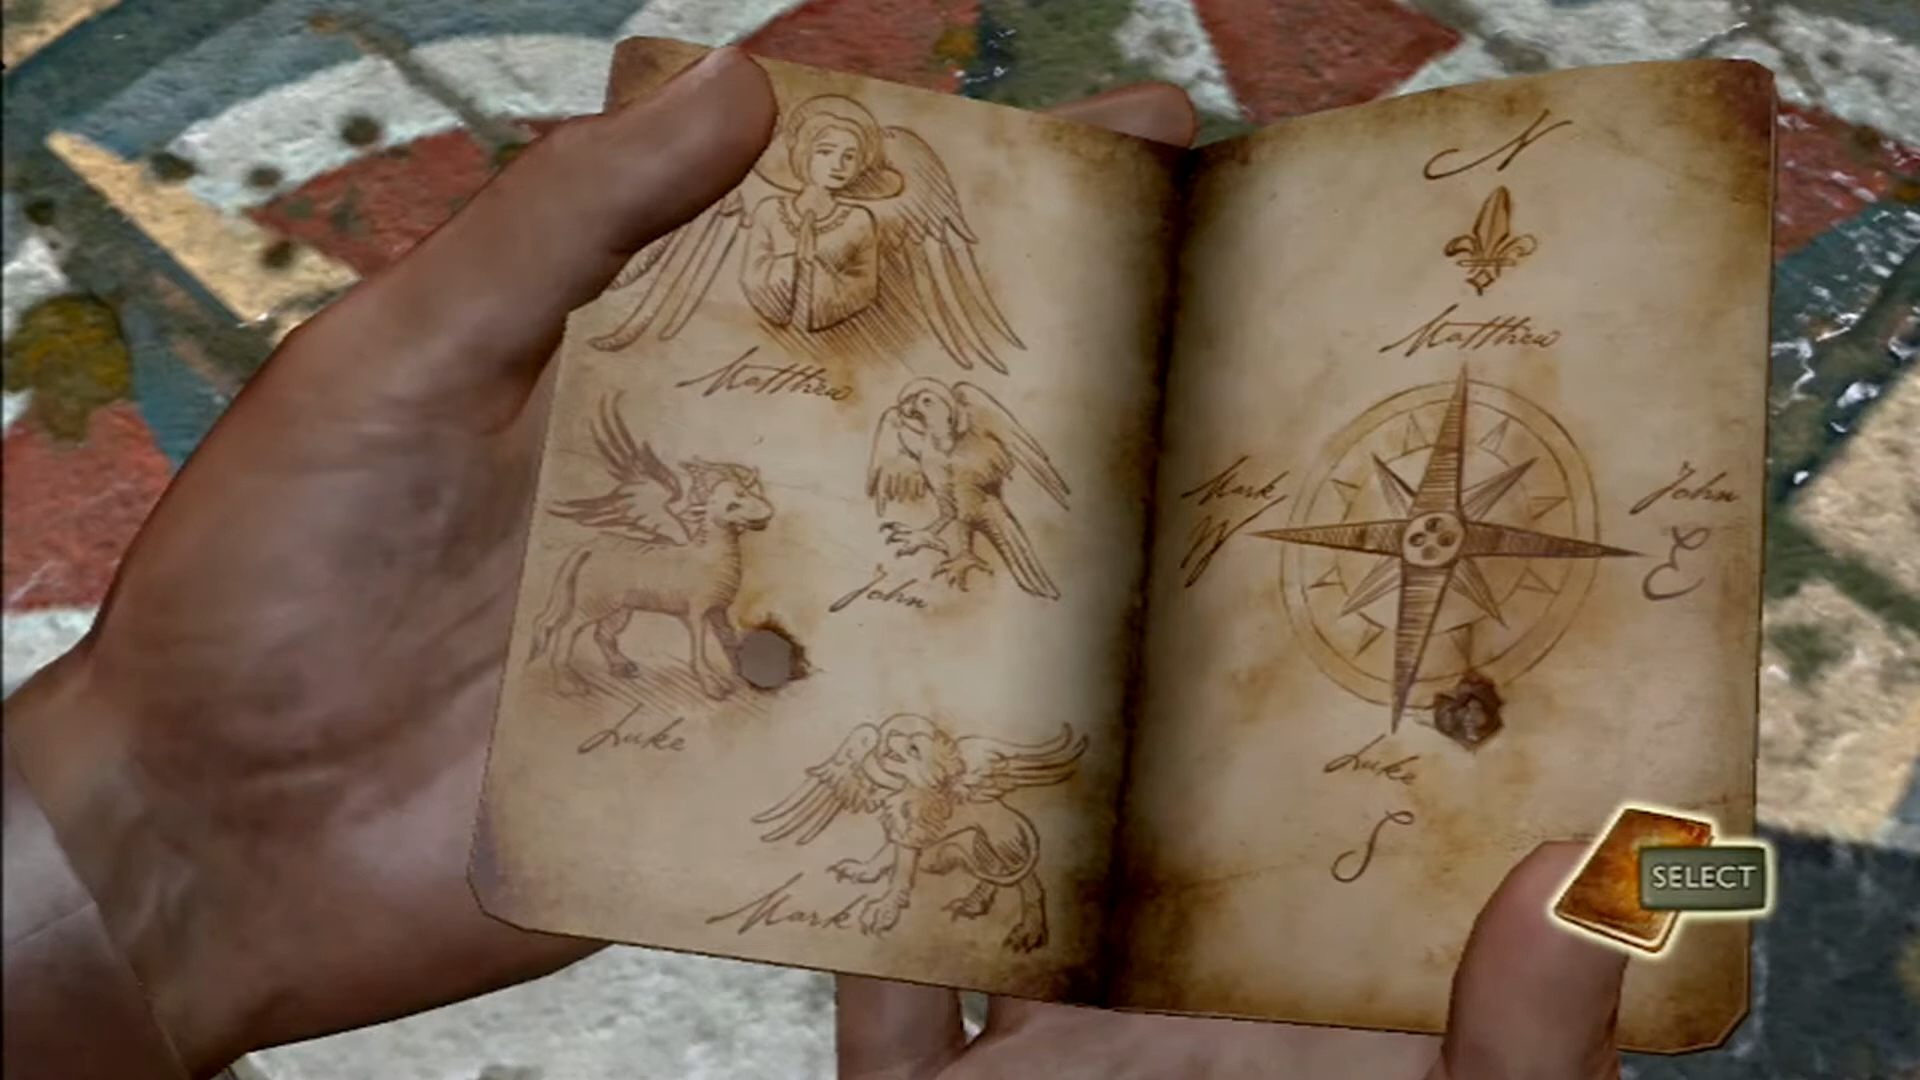 Matthew
John
Luke
Mark
N
Matthew
Mark
W
John
E
Luke
S
SELECT